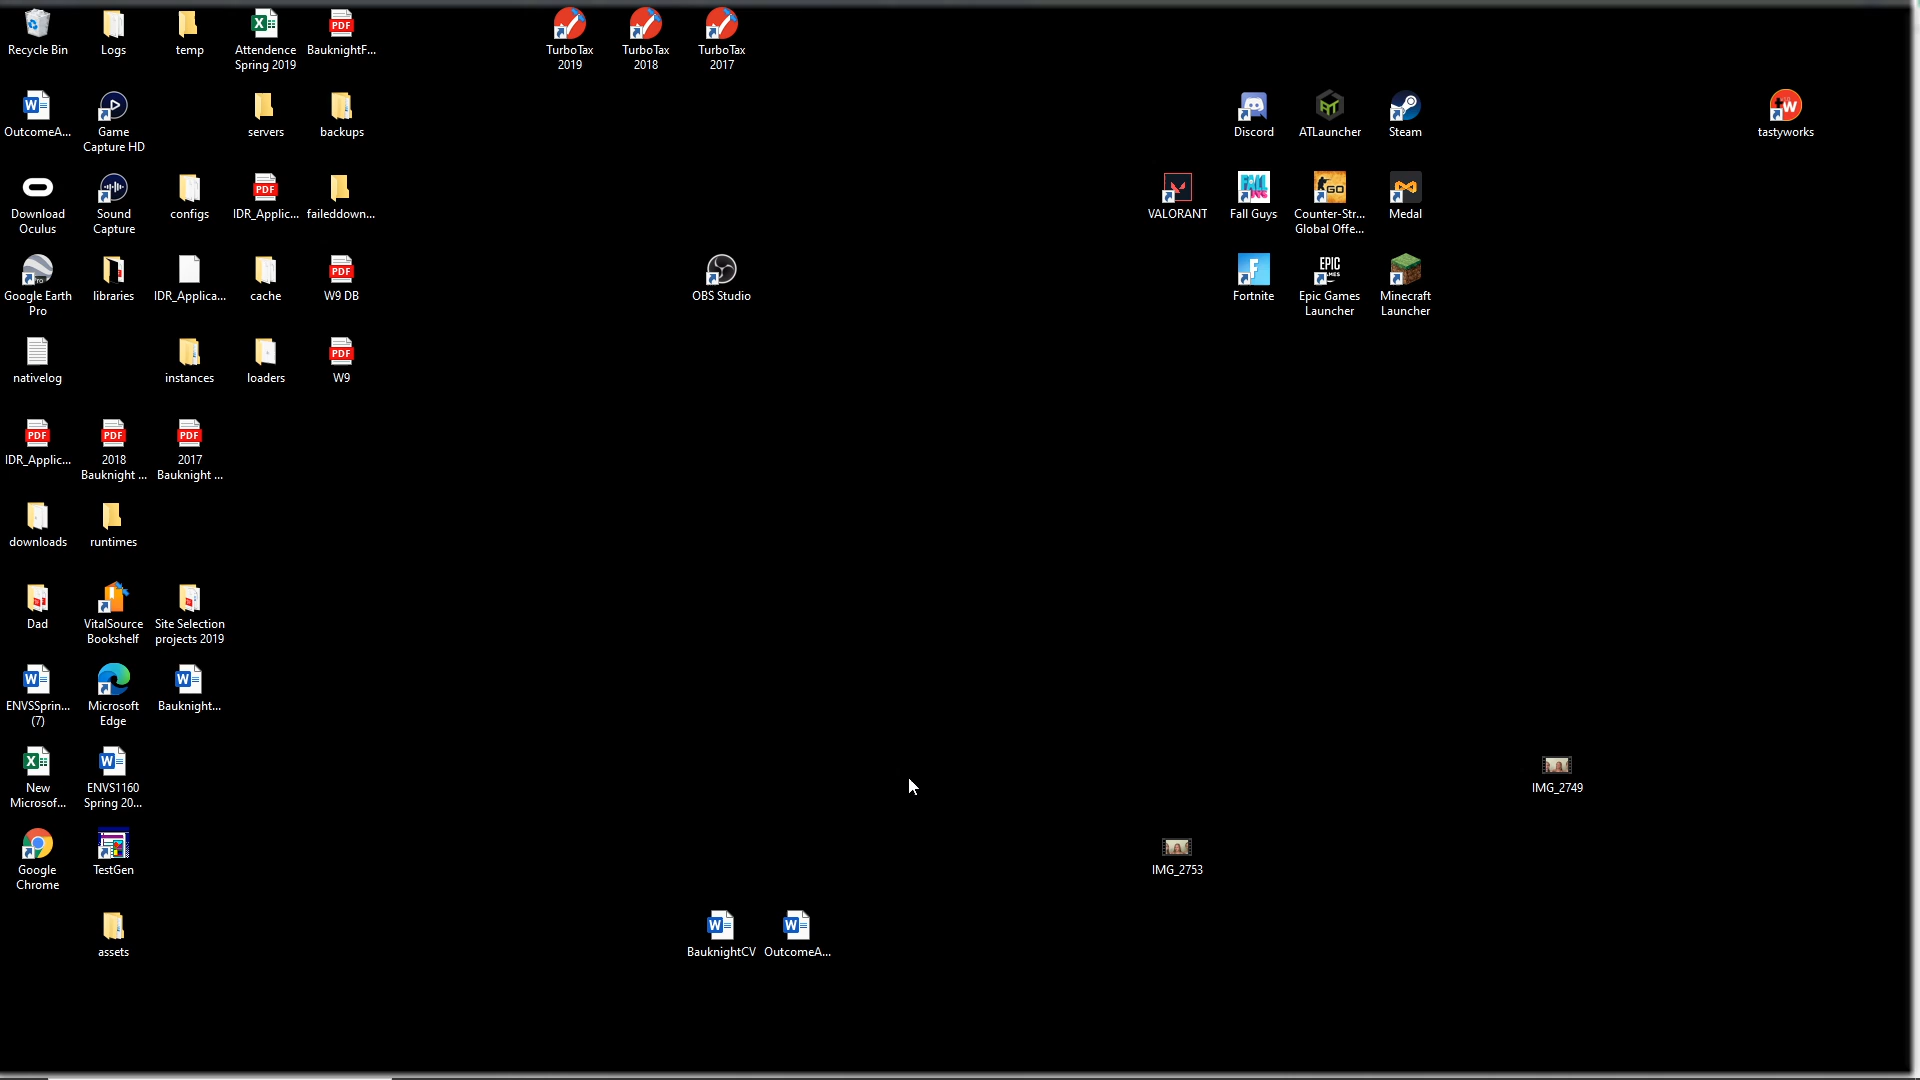 Recycle Bin
Logs
temp
Attendence
Spring 2019
BauknightF...
TurboTax
2019
TurboTax
2018
TurboTax
2017
OutcomeA...
Game
Capture HD
servers
backups
Discord
ATLauncher
Steam
tastyworks
Download
Oculus
Sound
Capture
configs
IDR_Applic...
faileddown...
VALORANT
Fall Guys
Counter-Str...
Global Offe...
Medal
Google Earth
Pro
libraries
IDR_Applica...
cache
W9 DB
OBS Studio
Fortnite
Epic Games
Launcher
Minecraft
Launcher
nativelog
instances
loaders
W9
IDR_Applic...
2018
Bauknight ...
2017
Bauknight ...
downloads
runtimes
Dad
VitalSource
Bookshelf
Site Selection
projects 2019
ENVSSprin...
(7)
Microsoft
Edge
Bauknight...
New
Microsof...
ENVS1160
Spring 20...
IMG_2749
Google
Chrome
TestGen
IMG_2753
assets
BauknightCV
OutcomeA...